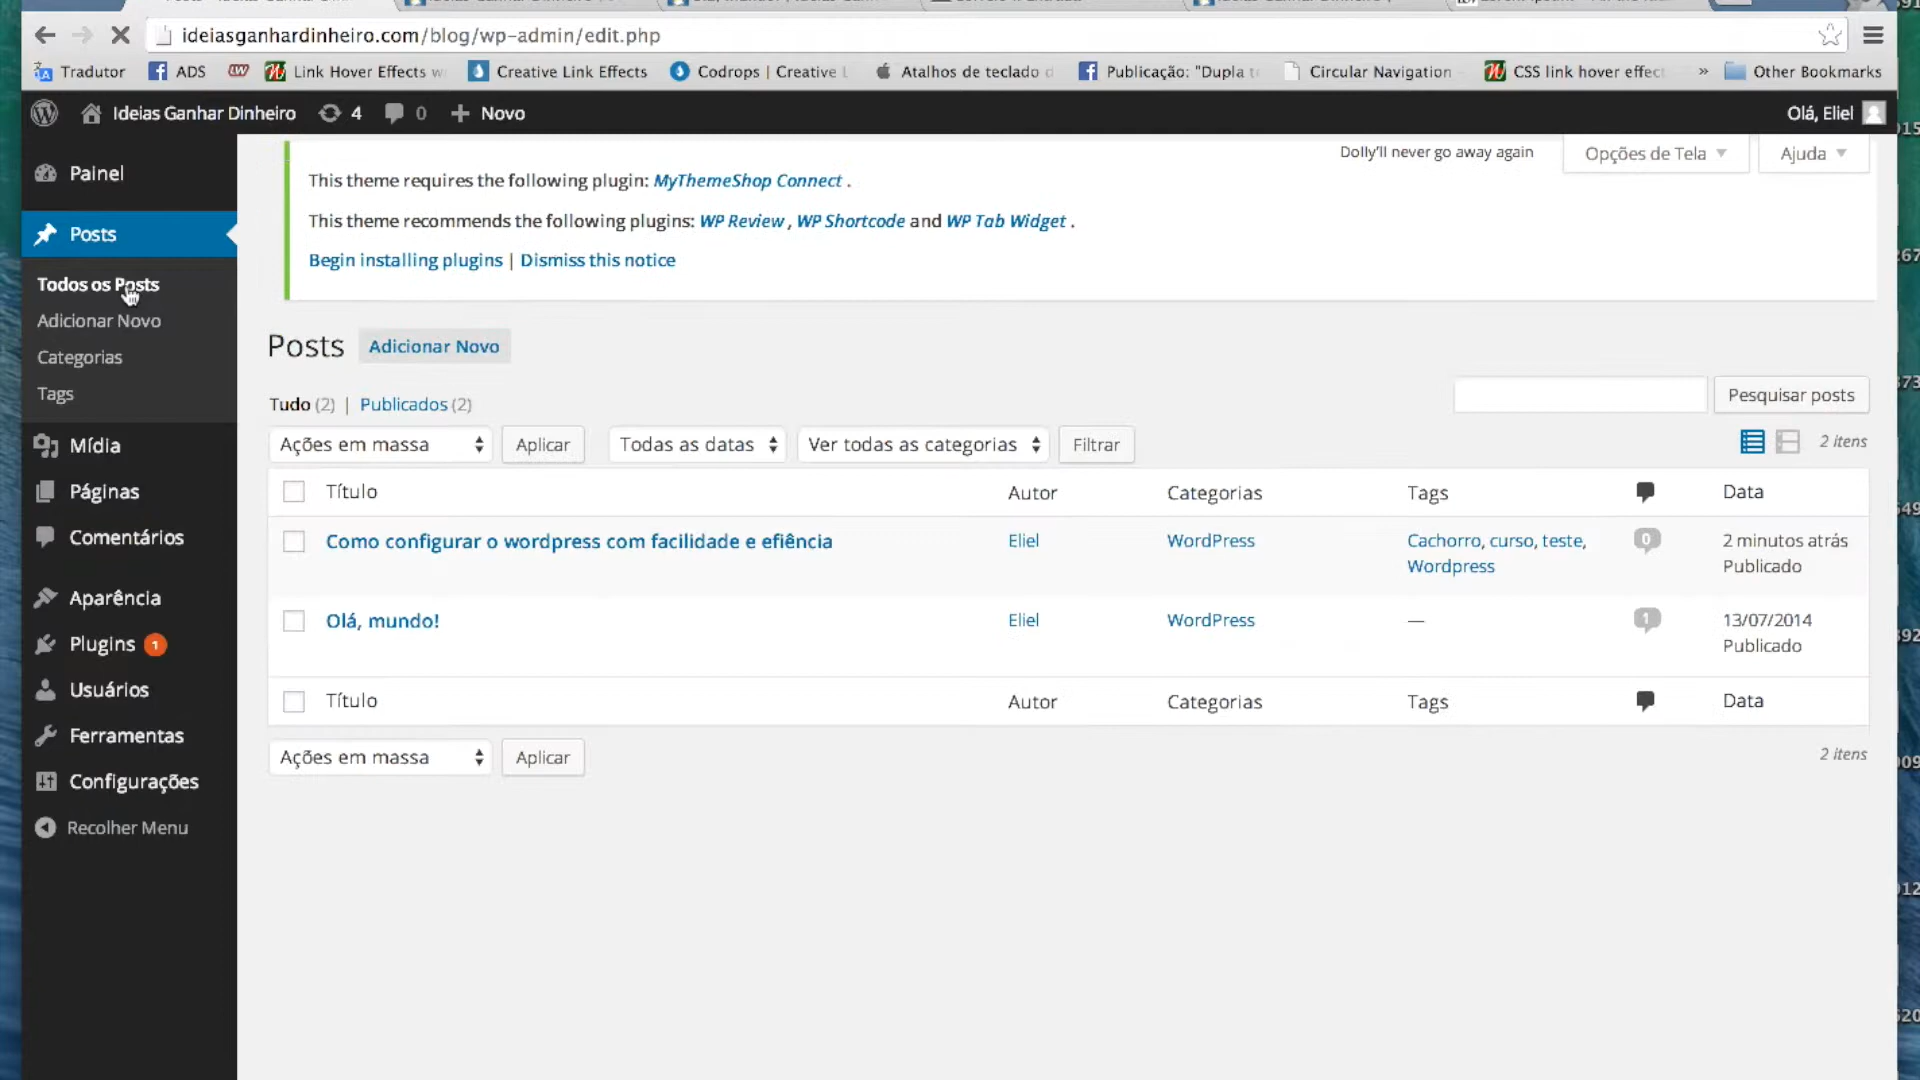 ideiasganhardinheiro.com/blog/wp-admin/edit.php
Tradutor ADS Link Hover Effects w Creative Link Effects Codrops | Creative L Atalhos de teclado d Publicação: "Dupla t Circular Navigation CSS link hover effect » Other Bookmarks
Ideias Ganhar Dinheiro 4 0 + Novo Olá, Eliel
Dolly'll never go away again Opções de Tela Ajuda
This theme requires the following plugin: MyThemeShop Connect .
This theme recommends the following plugins: WP Review , WP Shortcode and WP Tab Widget .
Begin installing plugins | Dismiss this notice
Painel
Posts
Todos os Posts
Adicionar Novo
Categorias
Tags
Mídia
Páginas
Comentários
Aparência
Plugins 1
Usuários
Ferramentas
Configurações
Recolher Menu
Posts Adicionar Novo
Tudo (2) | Publicados (2)
Pesquisar posts
Ações em massa Aplicar Todas as datas Ver todas as categorias Filtrar 2 itens
Título Autor Categorias Tags Data
Como configurar o wordpress com facilidade e efiência Eliel WordPress Cachorro, curso, teste, 0 2 minutos atrás
Wordpress Publicado
Olá, mundo! Eliel WordPress — 1 13/07/2014
Publicado
Título Autor Categorias Tags Data
Ações em massa Aplicar 2 itens